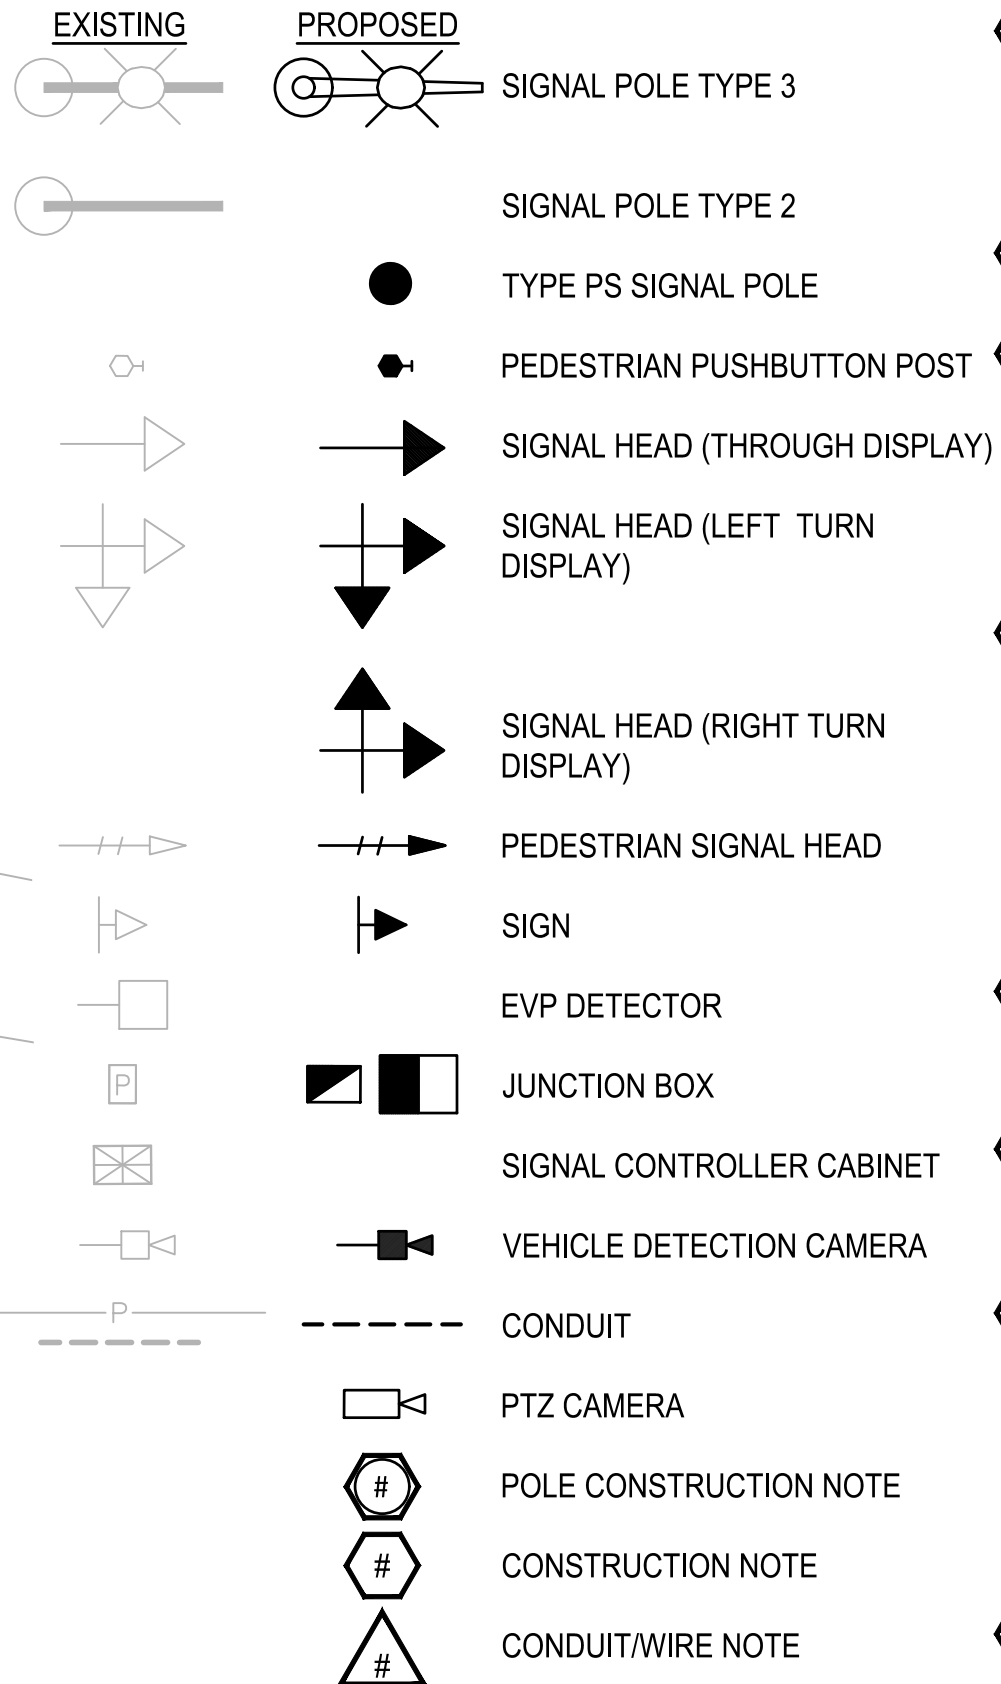 EXISTING PROPOSED
SIGNAL POLE TYPE 3
SIGNAL POLE TYPE 2
TYPE PS SIGNAL POLE
PEDESTRIAN PUSHBUTTON POST
SIGNAL HEAD (THROUGH DISPLAY)
SIGNAL HEAD (LEFT TURN
DISPLAY)
SIGNAL HEAD (RIGHT TURN
DISPLAY)
PEDESTRIAN SIGNAL HEAD
SIGN
EVP DETECTOR
P JUNCTION BOX
SIGNAL CONTROLLER CABINET
VEHICLE DETECTION CAMERA
P
CONDUIT
PTZ CAMERA
# POLE CONSTRUCTION NOTE
# CONSTRUCTION NOTE
# CONDUIT/WIRE NOTE